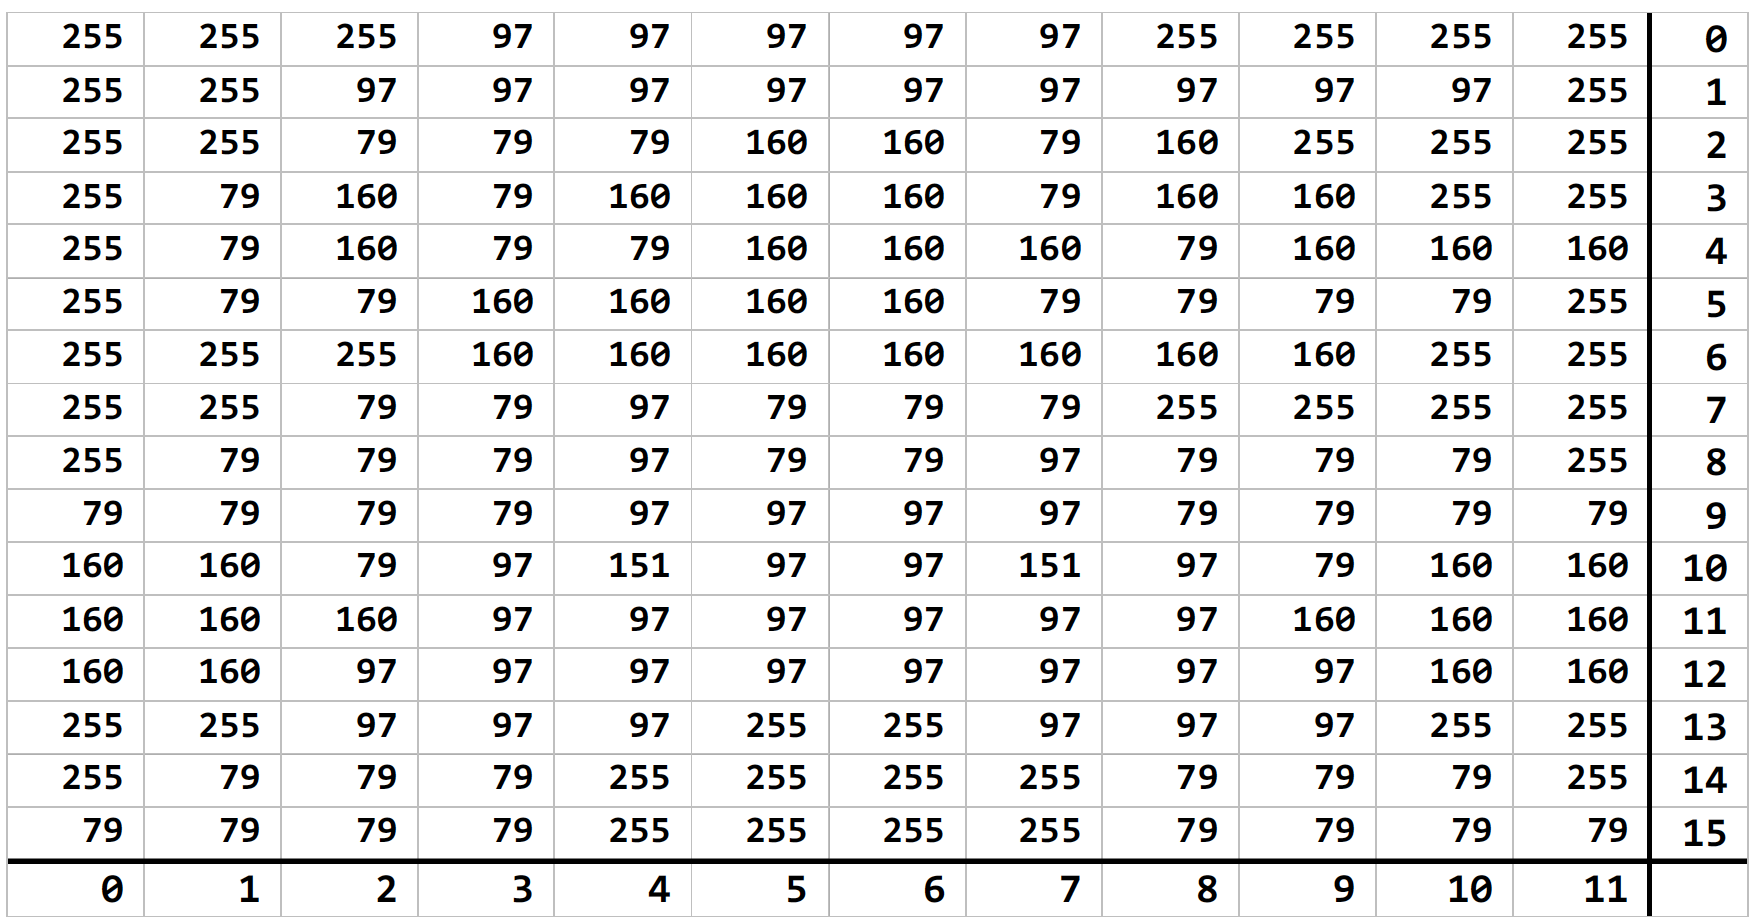 255 255 255 97 97 97 97 97 255 255 255 255 0
255 255 97 97 97 97 97 97 97 97 97 255 1
255 255 79 79 79 160 160 79 160 255 255 255 2
255 79 160 79 160 160 160 79 160 160 255 255 3
255 79 160 79 79 160 160 160 79 160 160 160 4
255 79 79 160 160 160 160 79 79 79 79 255 5
255 255 255 160 160 160 160 160 160 160 255 255 6
255 255 79 79 97 79 79 79 255 255 255 255 7
255 79 79 79 97 79 79 97 79 79 79 255 8
79 79 79 79 97 97 97 97 79 79 79 79 9
160 160 79 97 151 97 97 151 97 79 160 160 10
160 160 160 97 97 97 97 97 97 160 160 160 11
160 160 97 97 97 97 97 97 97 97 160 160 12
255 255 97 97 97 255 255 97 97 97 255 255 13
255 79 79 79 255 255 255 255 79 79 79 255 14
79 79 79 79 255 255 255 255 79 79 79 79 15
0 1 2 3 4 5 6 7 8 9 10 11